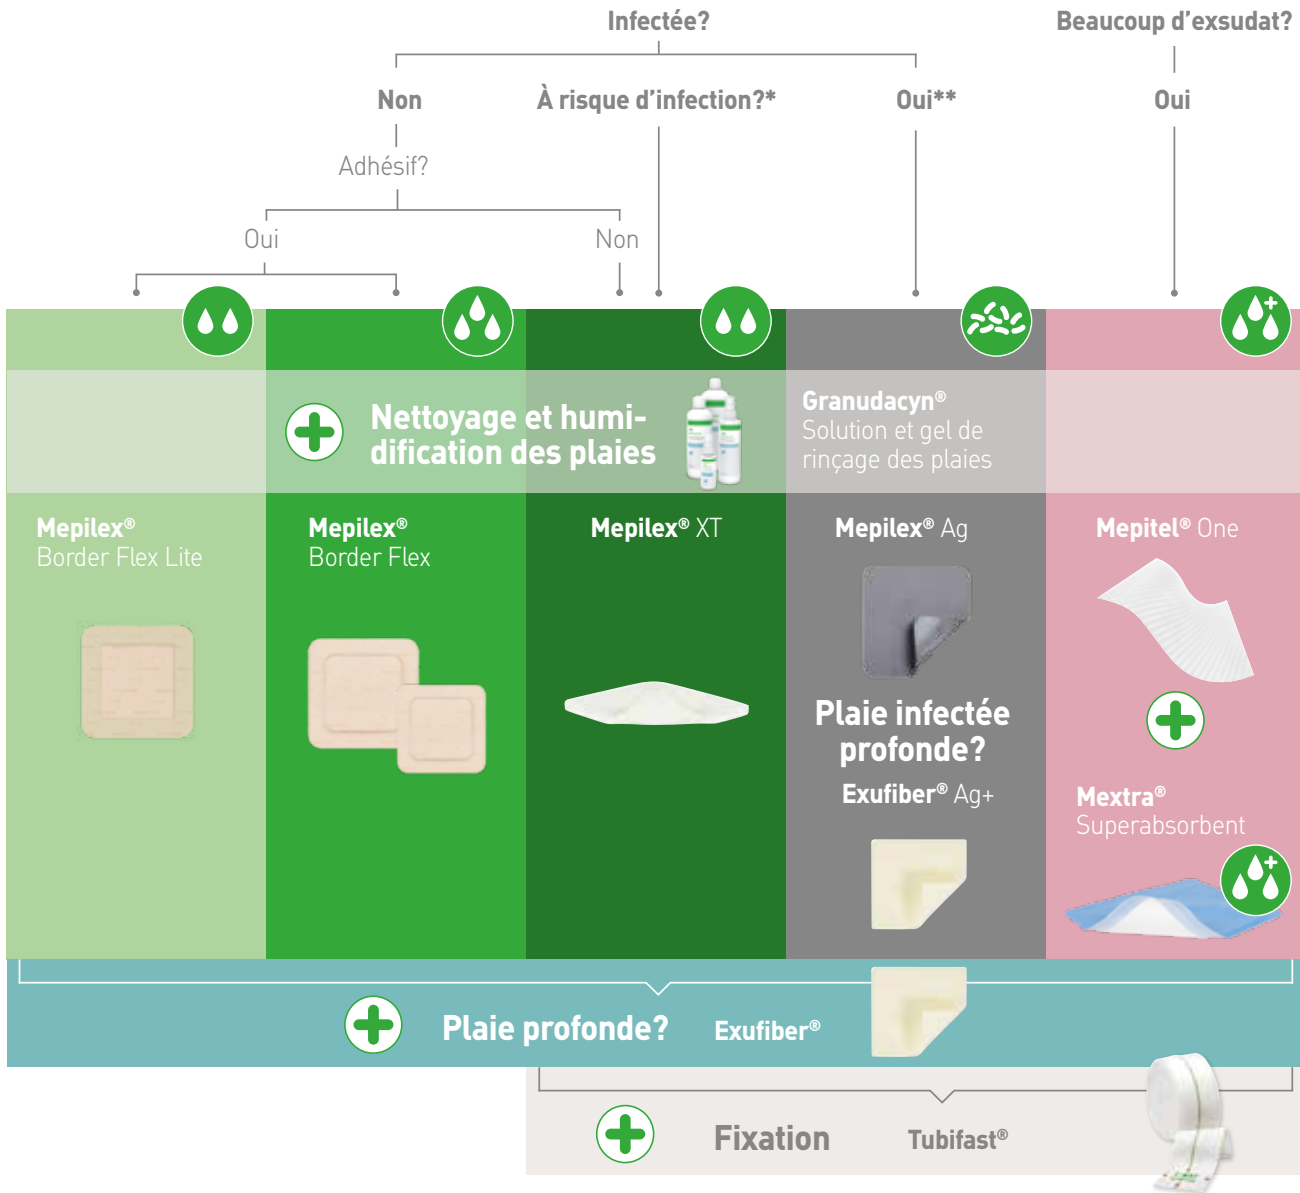 Infectée?
Beaucoup d'exsudat?
Non
À risque d'infection?*
Oui**
Oui
Adhésif?
Oui
Non
Nettoyage et humi-
dification des plaies
Granudacyn®
Solution et gel de
rinçage des plaies
Mepilex®
Border Flex Lite
Mepilex®
Border Flex
Mepilex® XT
Mepilex® Ag
Plaie infectée
profonde?
Exufiber® Ag+
Mepitel® One
Mextra®
Superabsorbent
Plaie profonde?
Exufiber®
Fixation
Tubifast®